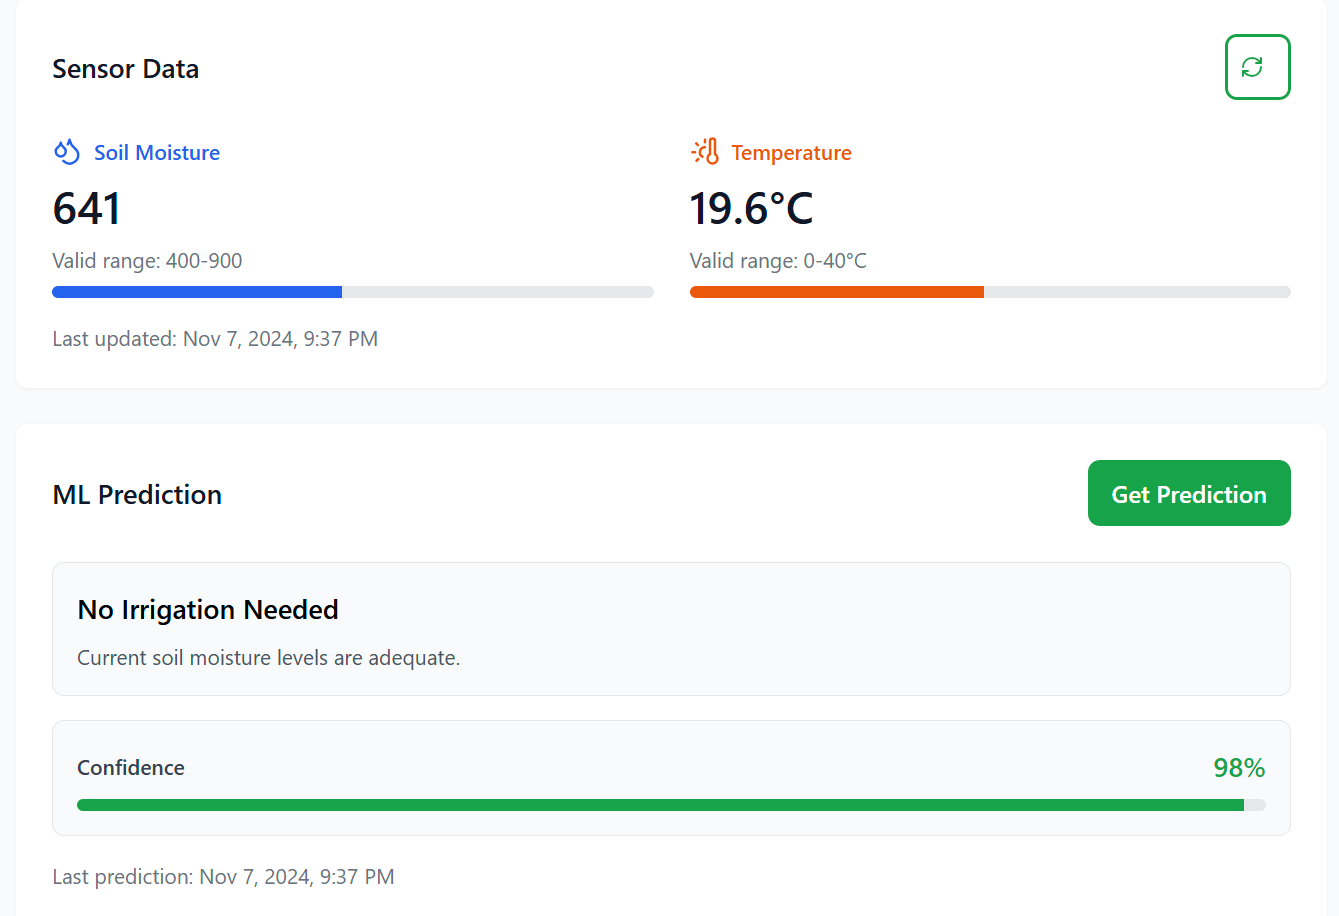 Sensor Data
Soil Moisture
641
Valid range: 400-900
Temperature
19.6°C
Valid range: 0-40°C
Last updated: Nov 7, 2024, 9:37 PM
ML Prediction
Get Prediction
No Irrigation Needed
Current soil moisture levels are adequate.
Confidence
98%
Last prediction: Nov 7, 2024, 9:37 PM